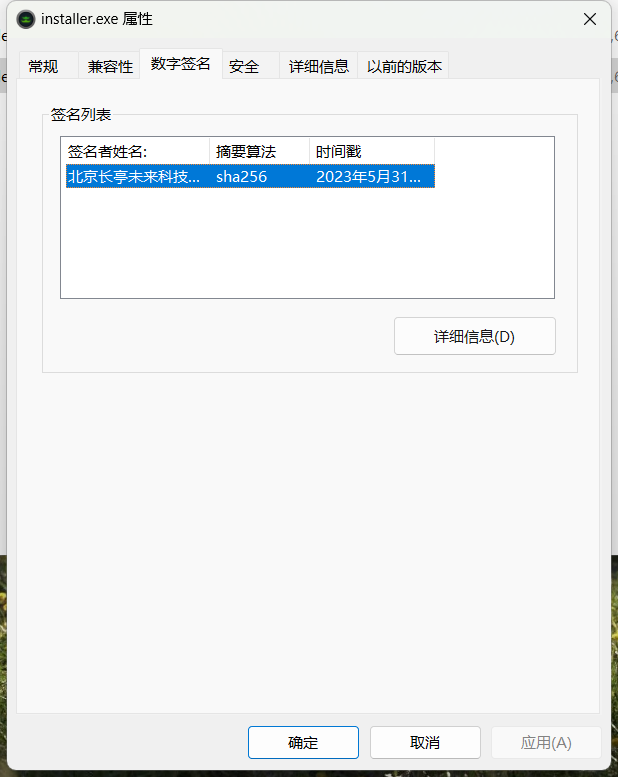 installer.exe 属性
常规 兼容性 数字签名 安全 详细信息 以前的版本
签名列表
签名者姓名: 摘要算法 时间戳
北京长亭未来科技... sha256 2023年5月31...
详细信息(D)
确定 取消 应用(A)